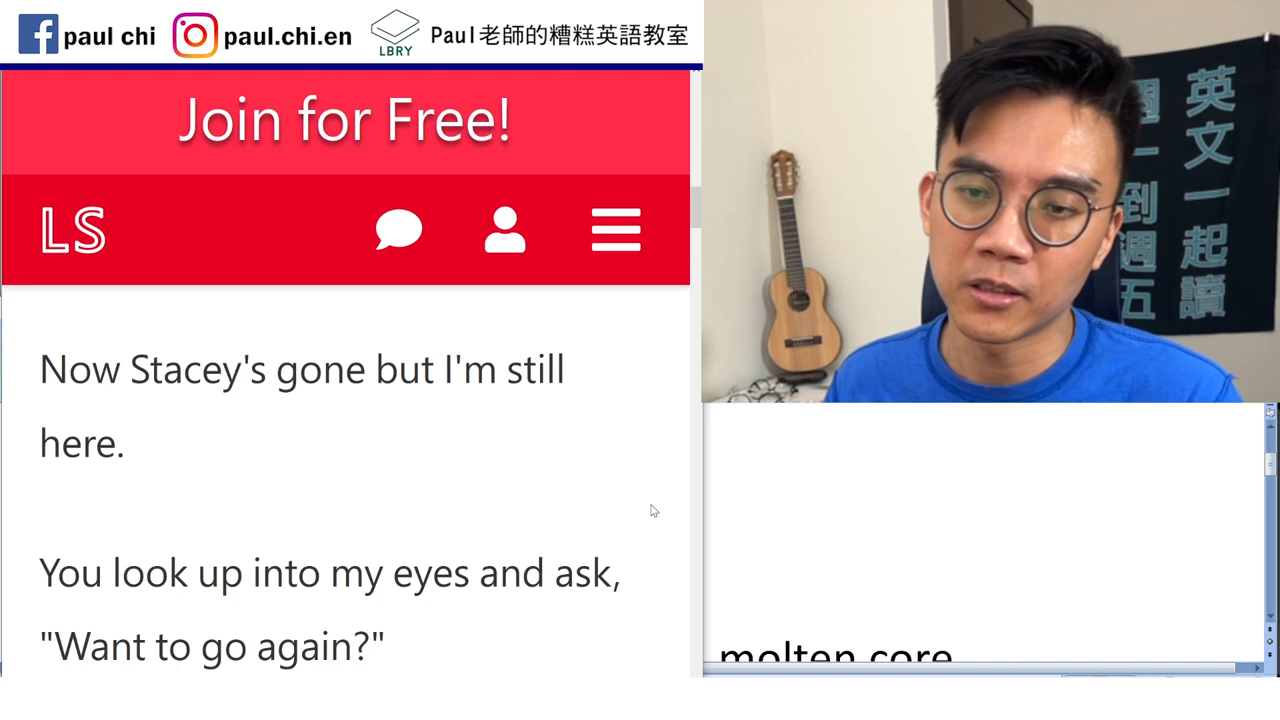 paul chi
paul.chi.en
LBRY
Paul老師的糟糕英語教室
Join for Free!
LS
Now Stacey's gone but I'm still
here.
You look up into my eyes and ask,
"Want to go again?"
英文一起讀
週一到週五
molten core